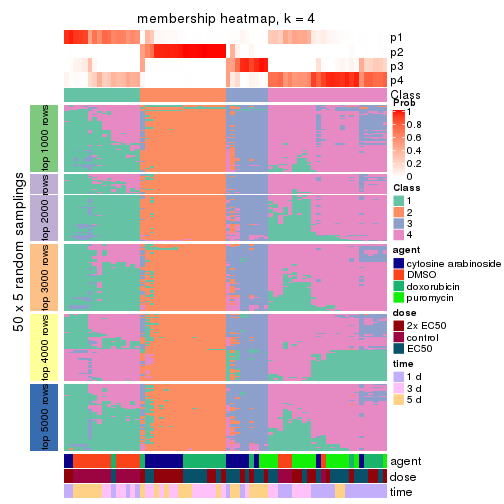 membership heatmap, k = 4
p1
p2
p3
p4
Class
50 x 5 random samplings
top 1000 rows
top 2000 rows
top 3000 rows
top 4000 rows
top 5000 rows
Prob
1
0.8
0.6
0.4
0.2
0
Class
1
2
3
4
agent
cytosine arabinoside
DMSO
doxorubicin
puromycin
dose
2x EC50
control
EC50
time
1 d
3 d
5 d
agent
dose
time